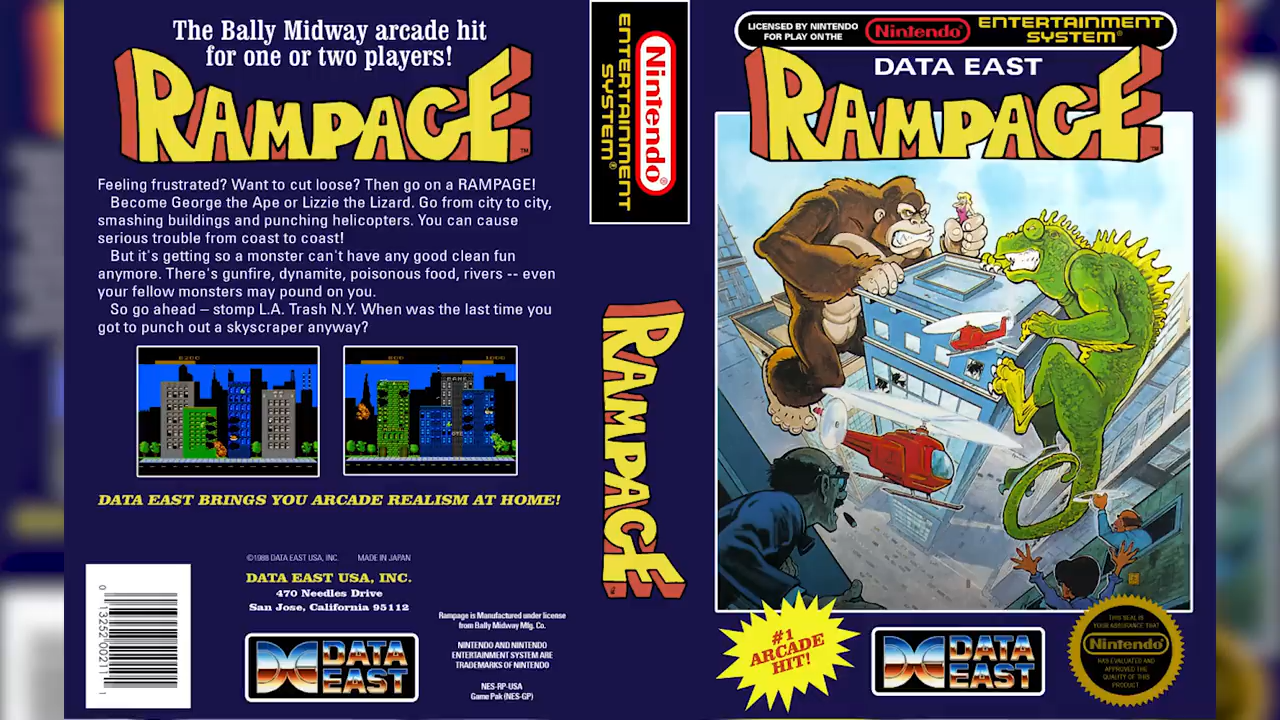 The Bally Midway arcade hit
for one or two players!
RAMPAGE™
Feeling frustrated? Want to cut loose? Then go on a RAMPAGE!
Become George the Ape or Lizzie the Lizard. Go from city to city,
smashing buildings and punching helicopters. You can cause
serious trouble from coast to coast!
But it's getting so a monster can't have any good clean fun
anymore. There's gunfire, dynamite, poisonous food, rivers -- even
your fellow monsters may pound on you.
So go ahead – stomp L.A. Trash N.Y. When was the last time you
got to punch out a skyscraper anyway?
DATA EAST BRINGS YOU ARCADE REALISM AT HOME!
©1988 DATA EAST USA, INC. MADE IN JAPAN
DATA EAST USA, INC.
470 Needles Drive
San Jose, California 95112
DATA
EAST
Rampage is Manufactured under license
from Bally Midway Mfg. Co.
NINTENDO AND NINTENDO
ENTERTAINMENT SYSTEM ARE
TRADEMARKS OF NINTENDO
NES-RP-USA
Game Pak (NES-GP)
0 13252 00211 1
Nintendo®
ENTERTAINMENT
SYSTEM®
RAMPAGE
LICENSED BY NINTENDO
FOR PLAY ON THE
Nintendo®
ENTERTAINMENT
SYSTEM®
DATA EAST
RAMPAGE™
#1
ARCADE
HIT!
DATA
EAST
THIS SEAL IS
YOUR ASSURANCE THAT
Nintendo®
HAS EVALUATED AND
APPROVED THE
QUALITY OF THIS
PRODUCT